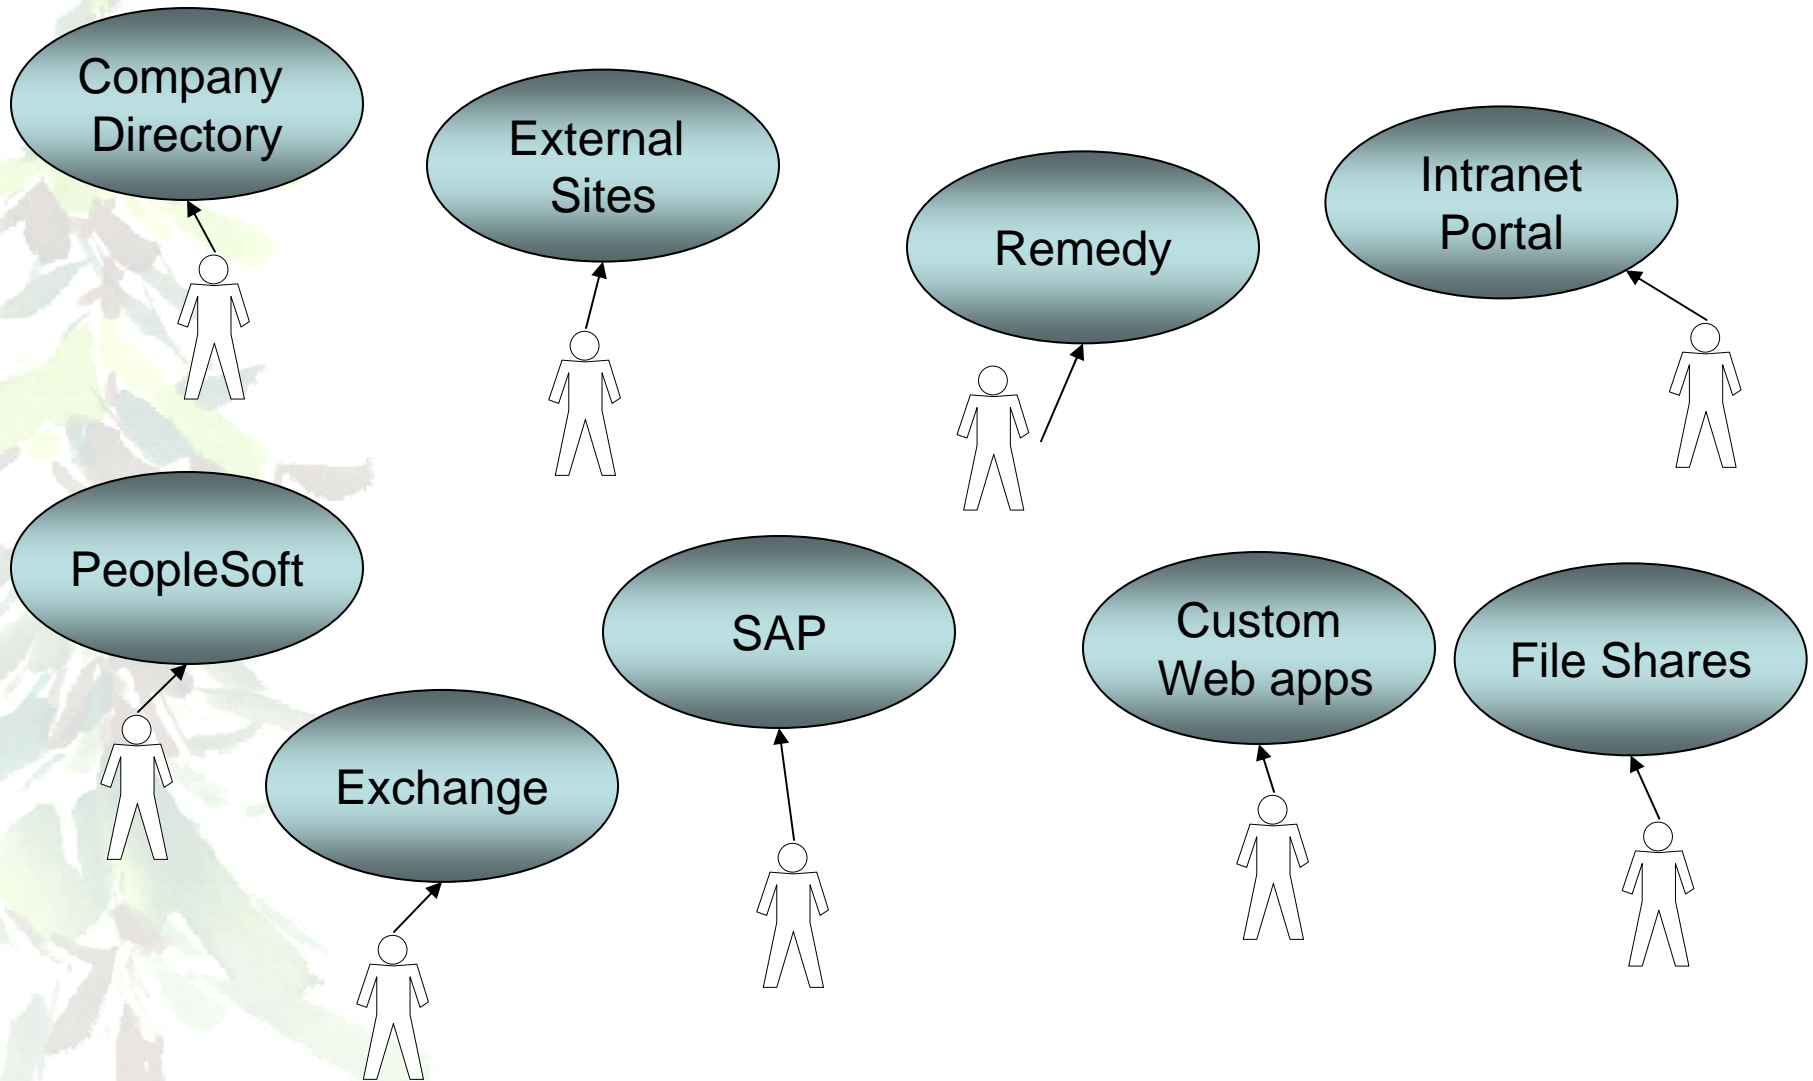 Company
Directory
External
Sites
Remedy
Intranet
Portal
PeopleSoft
Exchange
SAP
Custom
Web apps
File Shares